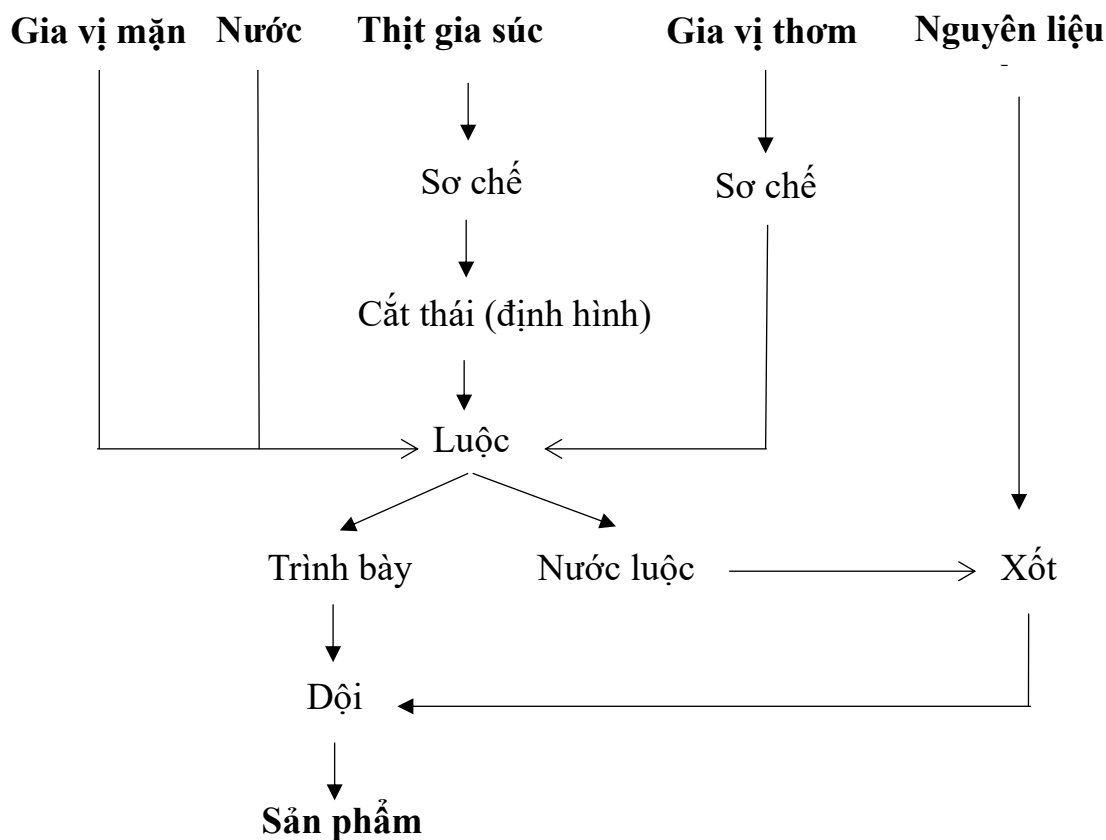 Gia vị mặn Nước Thịt gia súc Gia vị thơm Nguyên liệu
Sơ chế Sơ chế
Cắt thái (định hình)
Luộc
Trình bày Nước luộc Xốt
Dội
Sản phẩm